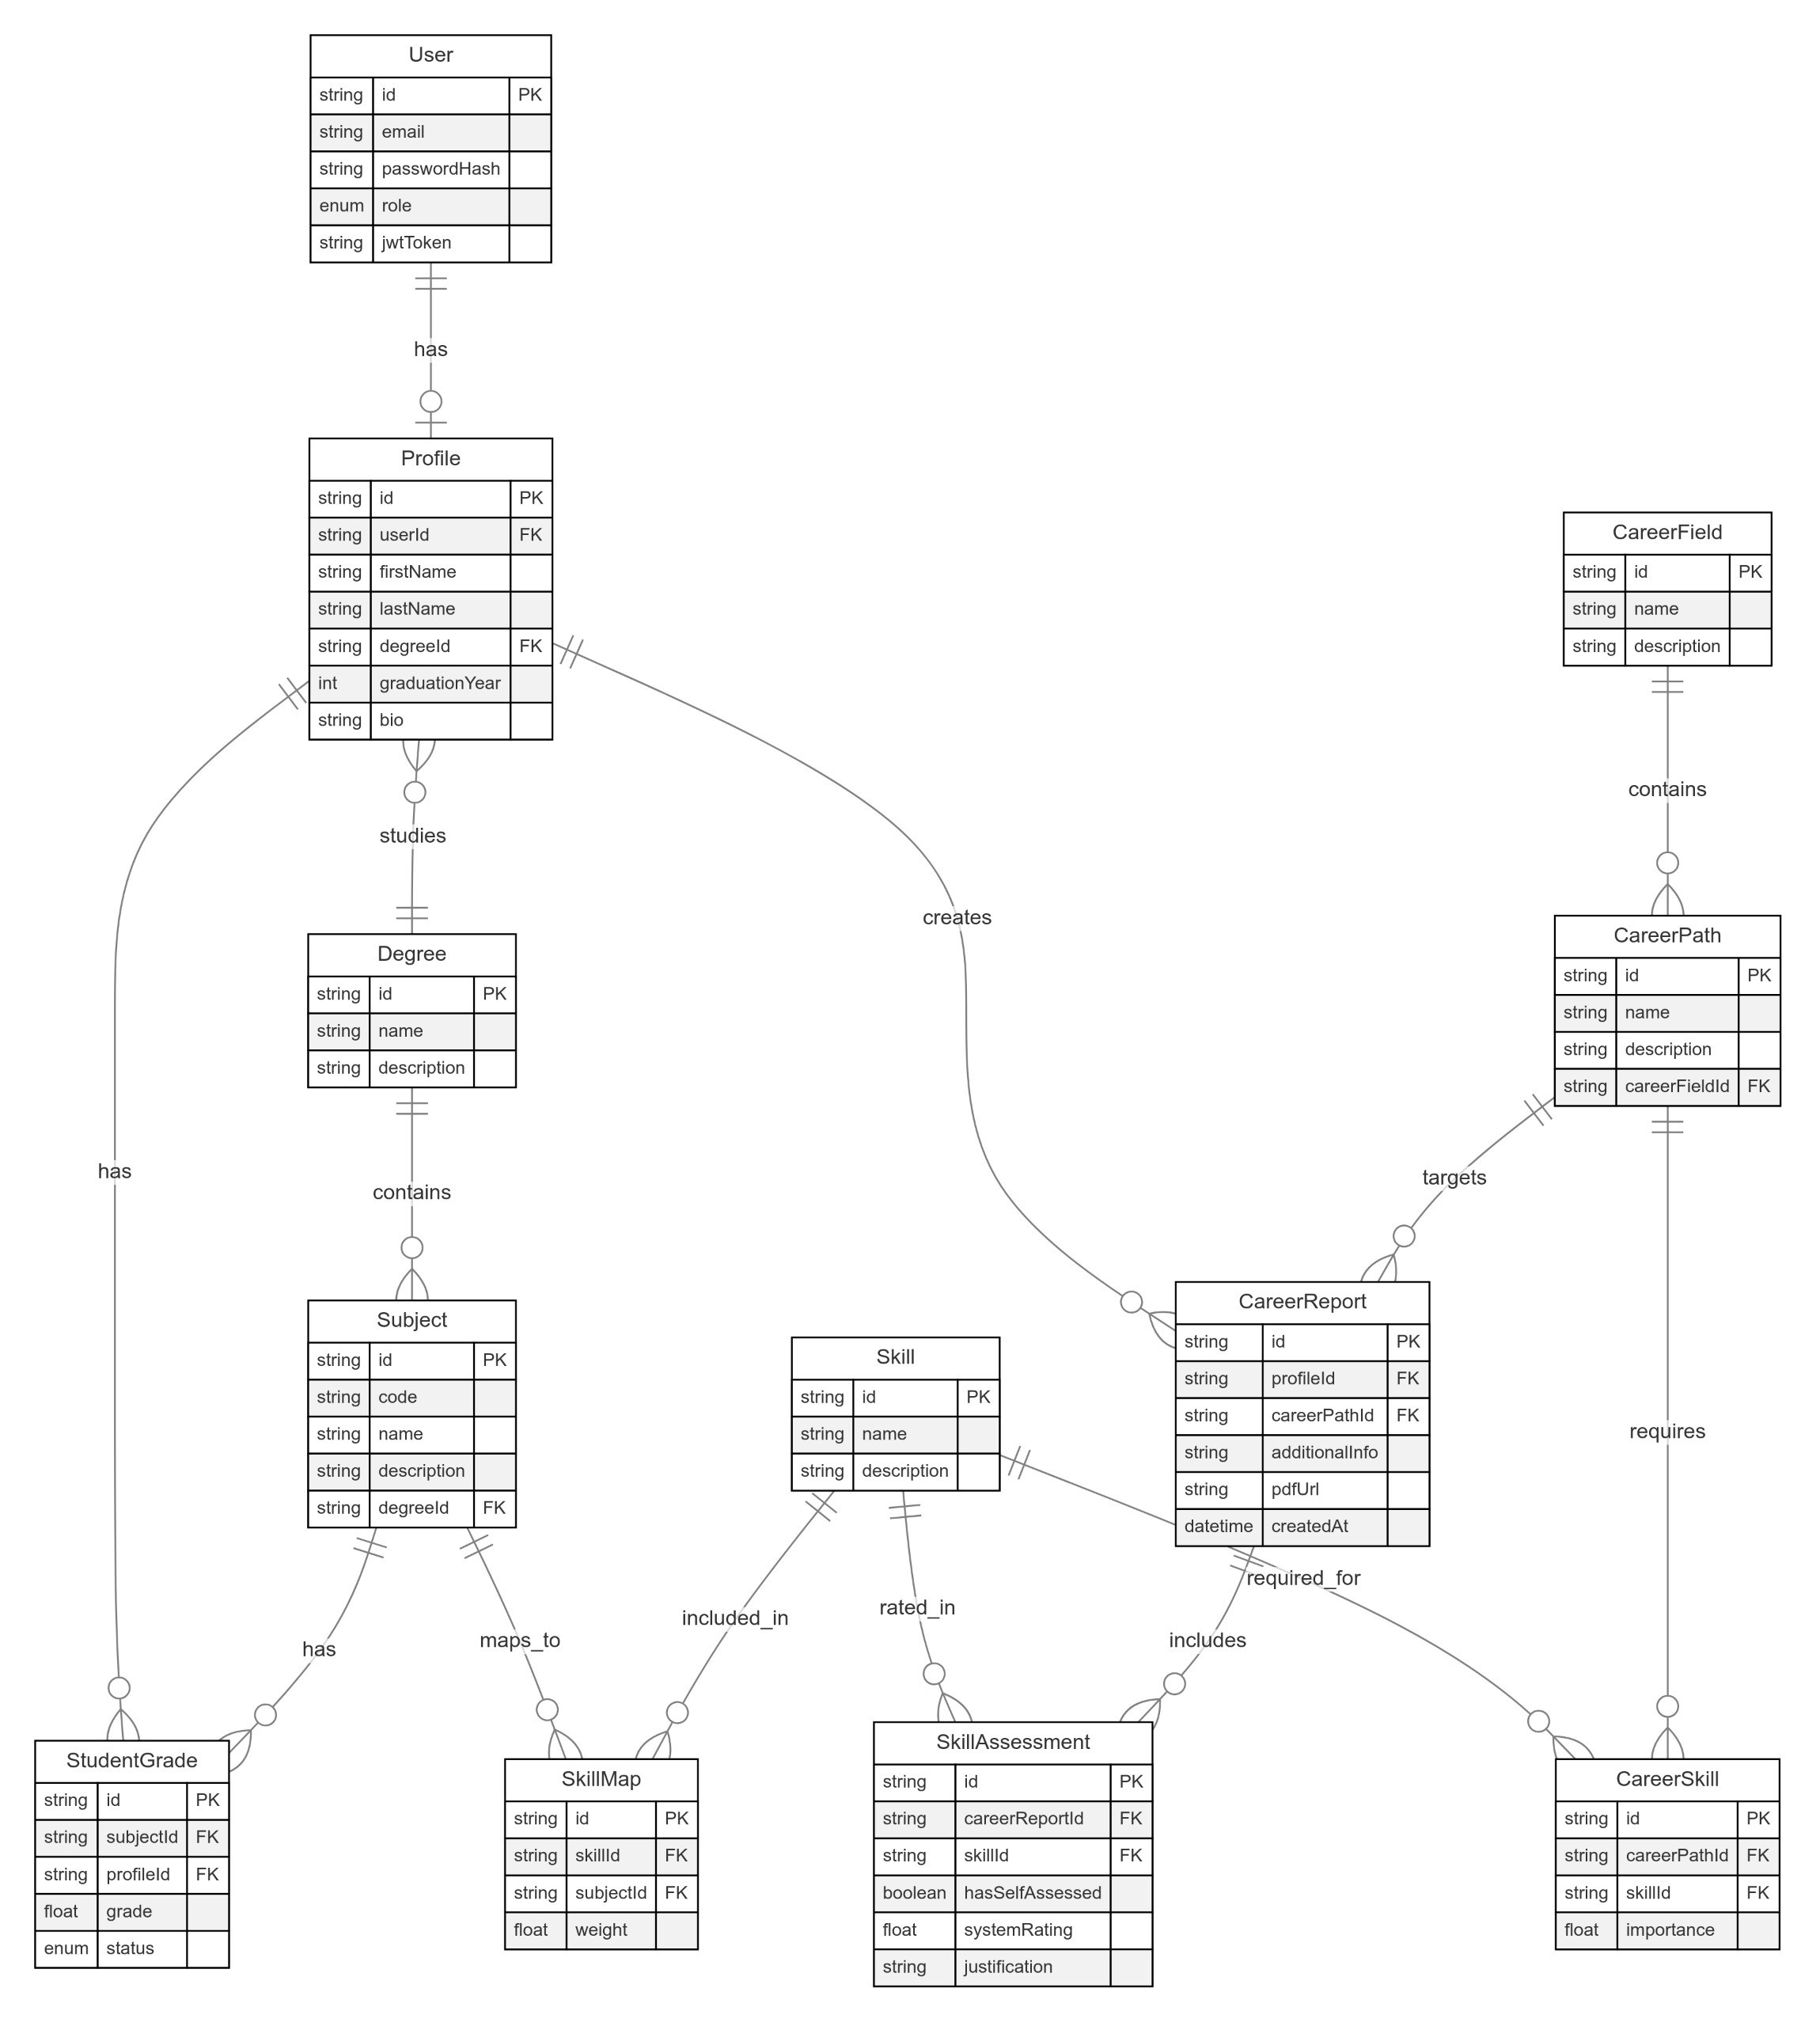 User
string id PK
string email
string passwordHash
enum role
string jwtToken
has
Profile
string id PK
string userId FK
string firstName
string lastName
string degreeId FK
int graduationYear
string bio
CareerField
string id PK
string name
string description
studies
contains
creates
Degree
string id PK
string name
string description
CareerPath
string id PK
string name
string description
string careerFieldId FK
has
contains
targets
Subject
string id PK
string code
string name
string description
string degreeId FK
Skill
string id PK
string name
string description
CareerReport
string id PK
string profileId FK
string careerPathId FK
string additionalInfo
string pdfUrl
datetime createdAt
requires
has
maps_to
included_in
rated_in
includes
required_for
StudentGrade
string id PK
string subjectId FK
string profileId FK
float grade
enum status
SkillMap
string id PK
string skillId FK
string subjectId FK
float weight
SkillAssessment
string id PK
string careerReportId FK
string skillId FK
boolean hasSelfAssessed
float systemRating
string justification
CareerSkill
string id PK
string careerPathId FK
string skillId FK
float importance